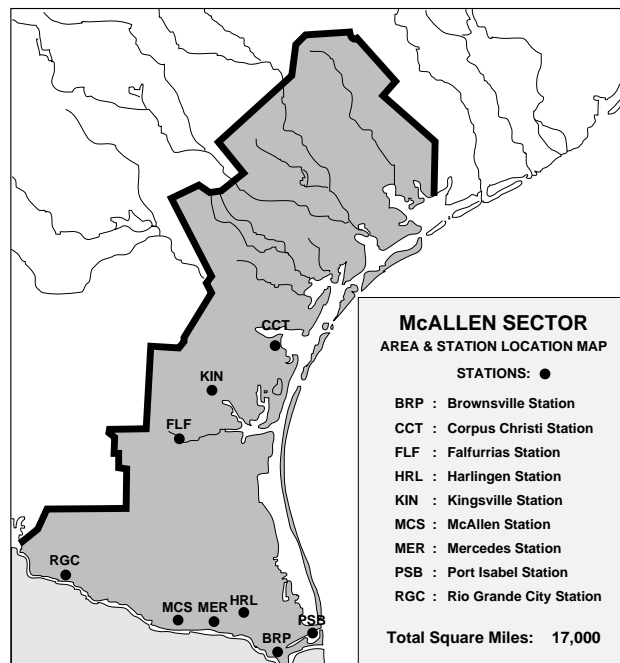 CCT
KIN
FLF
RGC
MCS
MER
HRL
PSB
BRP
McALLEN SECTOR
AREA & STATION LOCATION MAP
STATIONS:
BRP : Brownsville Station
CCT : Corpus Christi Station
FLF : Falfurrias Station
HRL : Harlingen Station
KIN : Kingsville Station
MCS : McAllen Station
MER : Mercedes Station
PSB : Port Isabel Station
RGC : Rio Grande City Station
Total Square Miles: 17,000